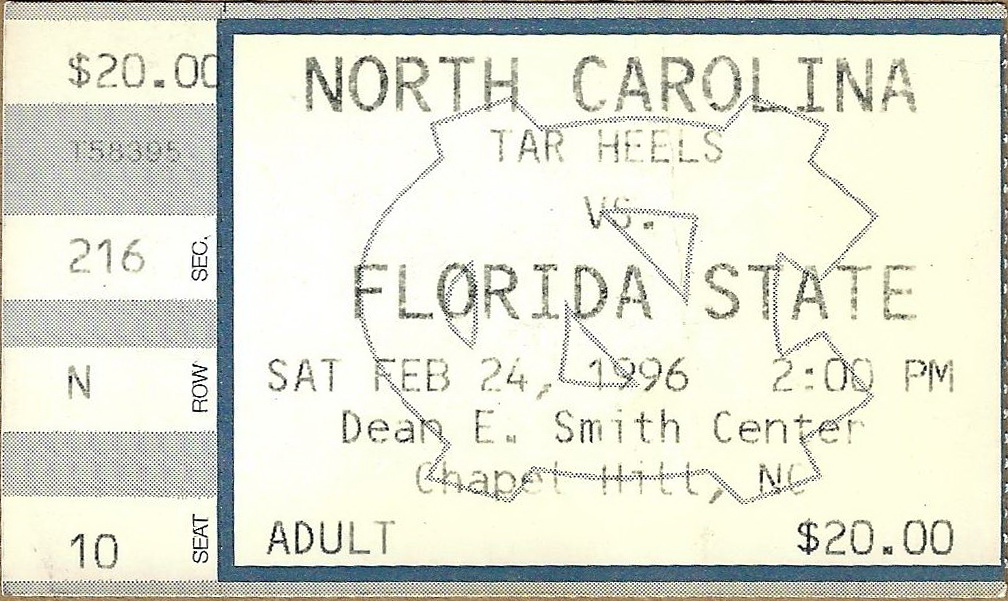 $20.00
T58395
216
SEC.
N
ROW
10
SEAT
NORTH CAROLINA
TAR HEELS
VS.
FLORIDA STATE
SAT FEB 24, 1996 2:00 PM
Dean E. Smith Center
Chapel Hill, NC
ADULT $20.00